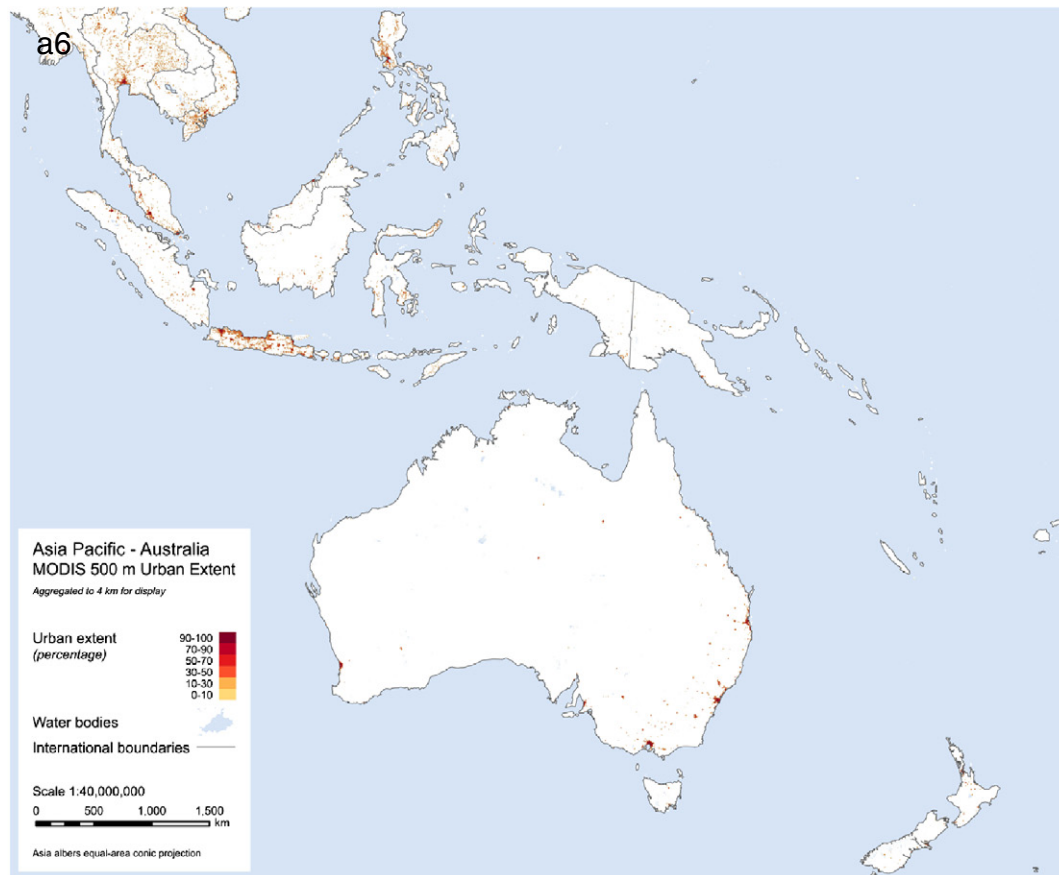 a6
Asia Pacific - Australia
MODIS 500 m Urban Extent
Aggregated to 4 km for display
Urban extent
(percentage)
90-100
70-90
50-70
30-50
10-30
0-10
Water bodies
International boundaries
Scale 1:40,000,000
0 500 1,000 1,500
km
Asia albers equal-area conic projection